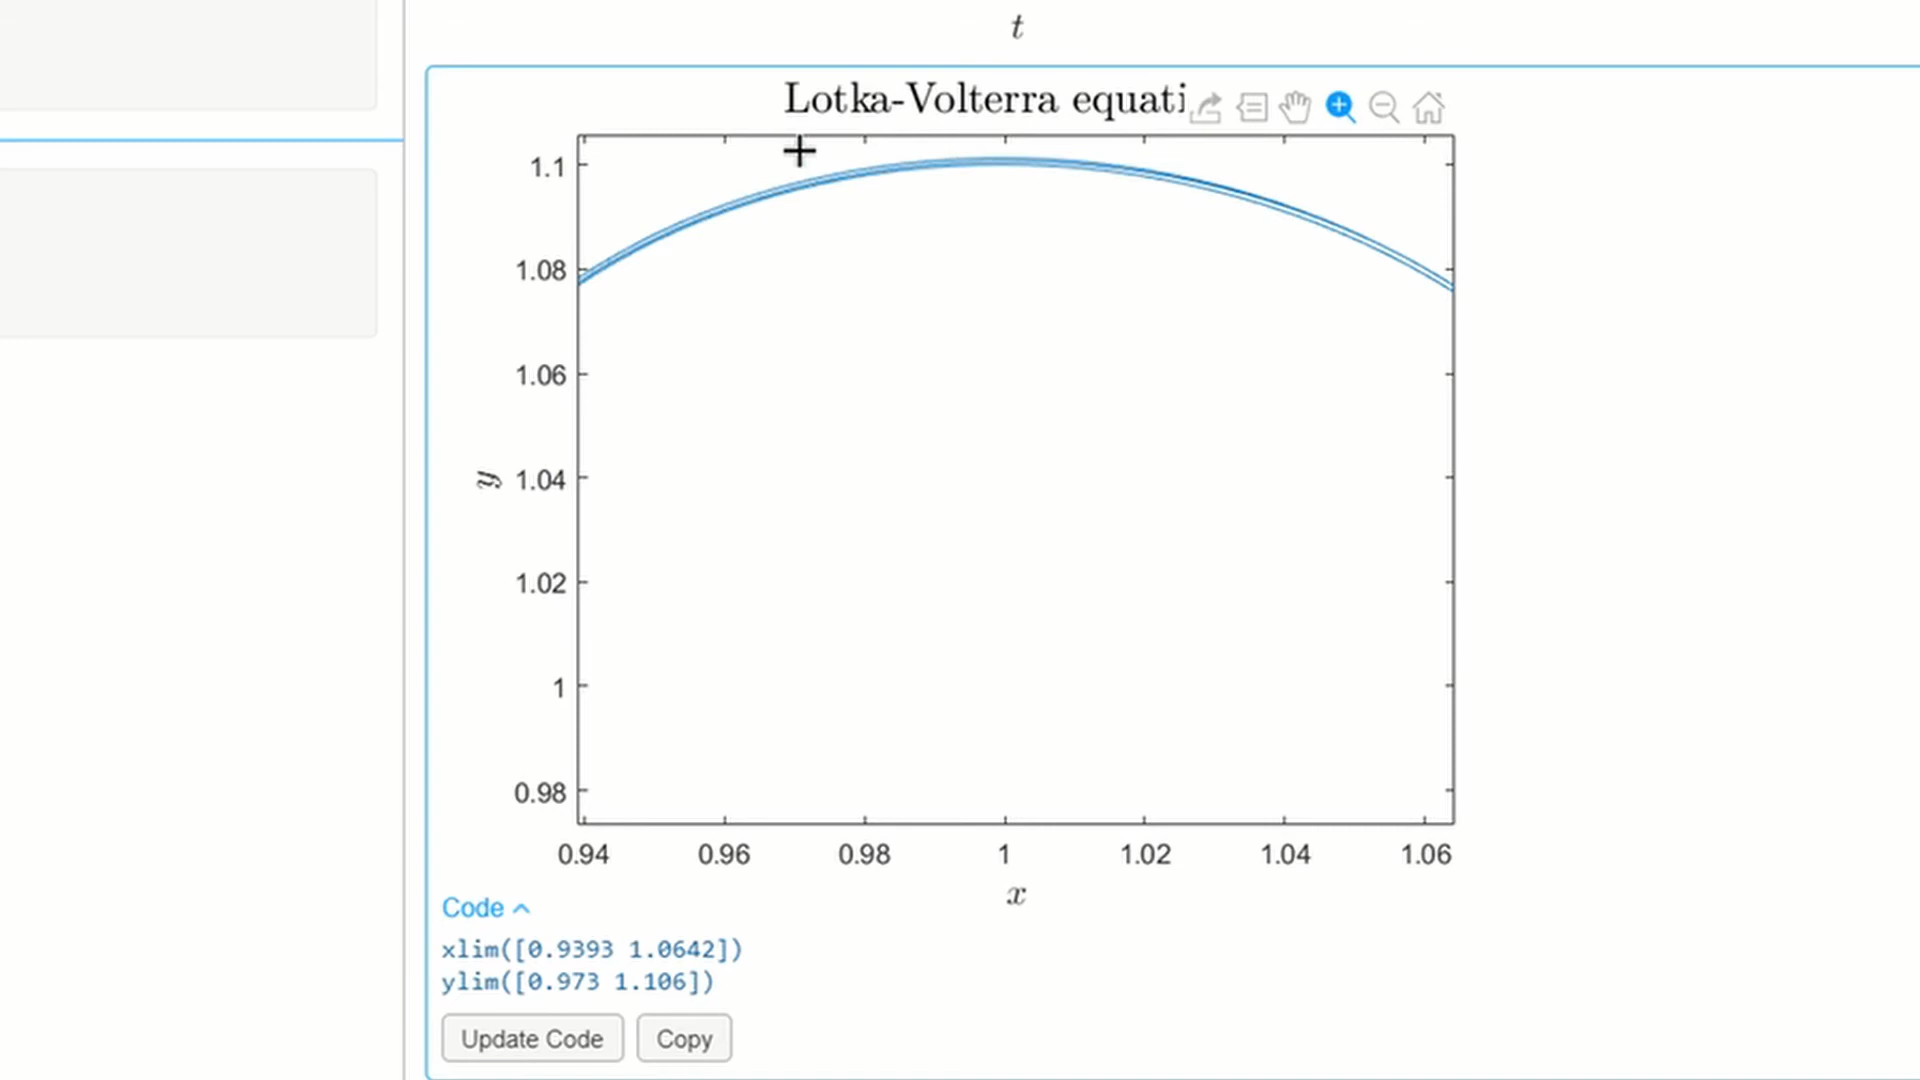 t
Lotka-Volterra equati
1.1
1.08
1.06
1.04
1.02
1
0.98
y
0.94 0.96 0.98 1 1.02 1.04 1.06
x
Code
xlim([0.9393 1.0642])
ylim([0.973 1.106])
Update Code Copy